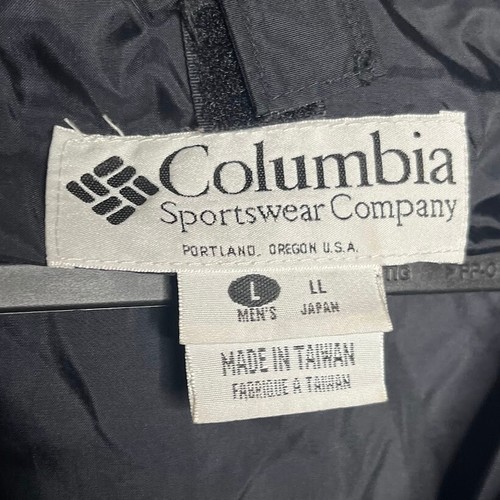 Columbia
Sportswear Company
PORTLAND, OREGON U.S.A.
L LL
MEN'S JAPAN
MADE IN TAIWAN
FABRIQUE A TAIWAN